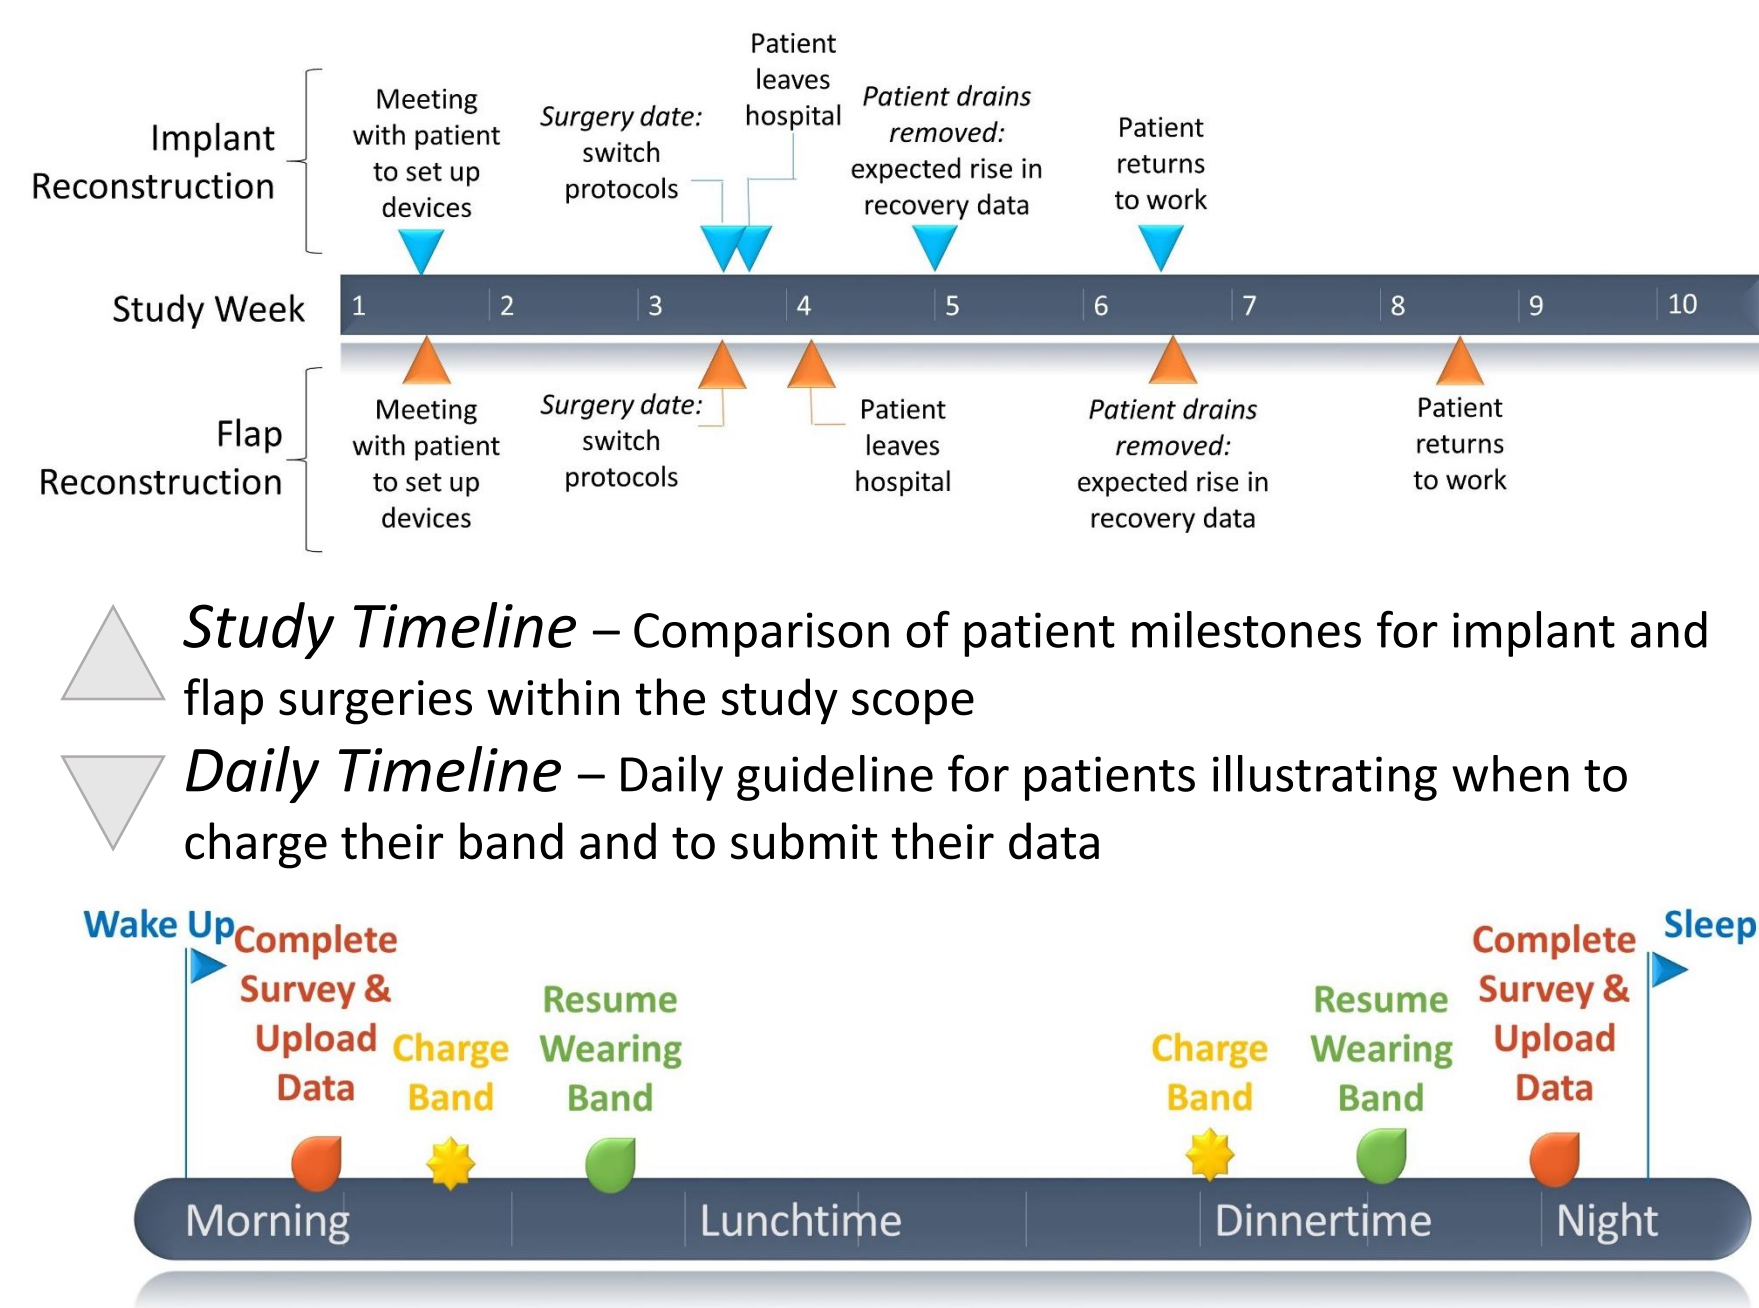 Implant
Reconstruction
Meeting
with patient
to set up
devices
Surgery date:
switch
protocols
Patient
leaves
hospital
Patient drains
removed:
expected rise in
recovery data
Patient
returns
to work
Study Week
1 2 3 4 5 6 7 8 9 10
Flap
Reconstruction
Meeting
with patient
to set up
devices
Surgery date:
switch
protocols
Patient
leaves
hospital
Patient drains
removed:
expected rise in
recovery data
Patient
returns
to work
Study Timeline – Comparison of patient milestones for implant and
flap surgeries within the study scope
Daily Timeline – Daily guideline for patients illustrating when to
charge their band and to submit their data
Wake Up
Complete
Survey &
Upload
Data
Charge
Band
Resume
Wearing
Band
Charge
Band
Resume
Wearing
Band
Complete
Survey &
Upload
Data
Sleep
Morning Lunchtime Dinnertime Night